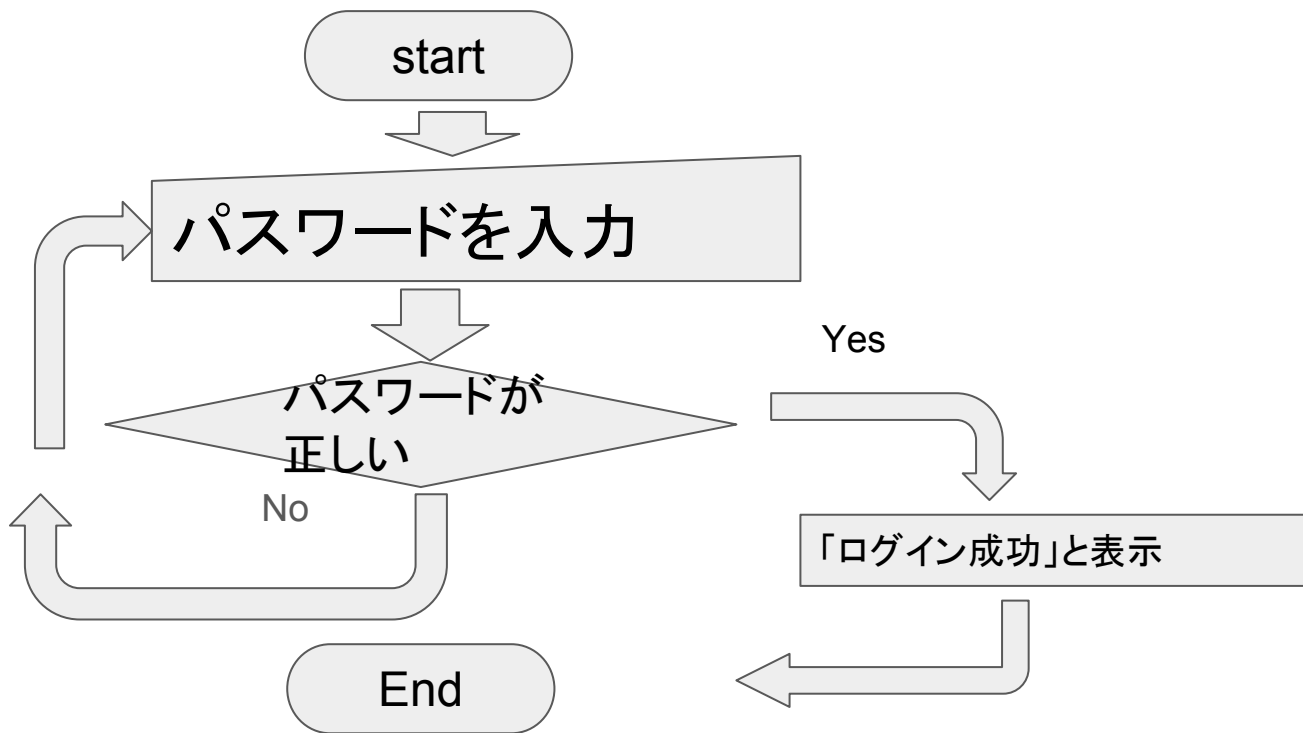 start
パスワードを入力
Yes
パスワードが
正しい
No
「ログイン成功」と表示
End